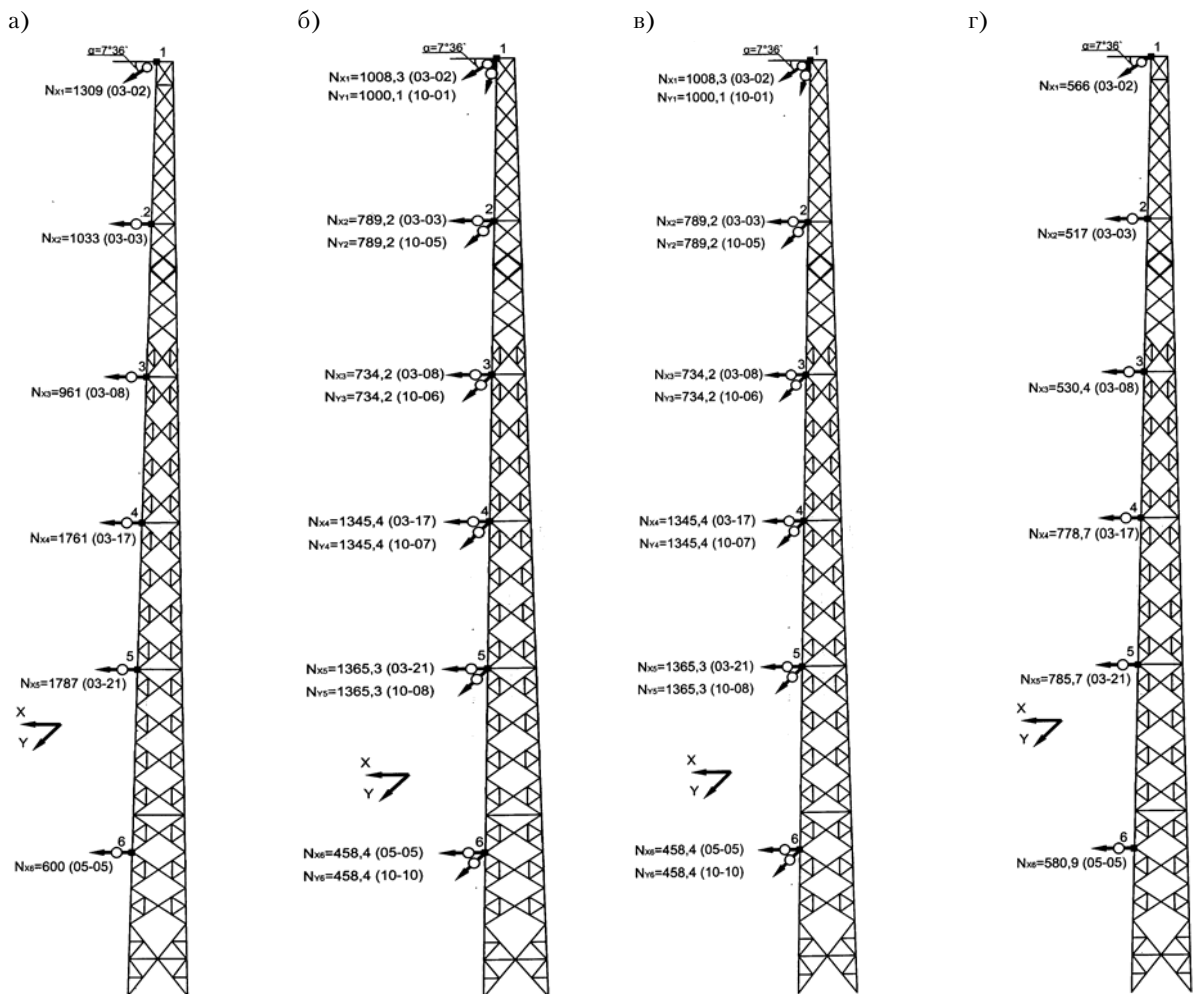 а)
α=7°36`
1
Nx1=1309 (03-02)
2
Nx2=1033 (03-03)
3
Nx3=961 (03-08)
4
Nx4=1761 (03-17)
5
Nx5=1787 (03-21)
X
Y
6
Nx6=600 (05-05)
б)
α=7°36`
1
Nx1=1008,3 (03-02)
NY1=1000,1 (10-01)
2
Nx2=789,2 (03-03)
NY2=789,2 (10-05)
3
Nx3=734,2 (03-08)
NY3=734,2 (10-06)
4
Nx4=1345,4 (03-17)
NY4=1345,4 (10-07)
5
Nx5=1365,3 (03-21)
NY5=1365,3 (10-08)
X
Y
6
Nx6=458,4 (05-05)
NY6=458,4 (10-10)
в)
α=7°36`
1
Nx1=1008,3 (03-02)
NY1=1000,1 (10-01)
2
Nx2=789,2 (03-03)
NY2=789,2 (10-05)
3
Nx3=734,2 (03-08)
NY3=734,2 (10-06)
4
Nx4=1345,4 (03-17)
NY4=1345,4 (10-07)
5
Nx5=1365,3 (03-21)
NY5=1365,3 (10-08)
X
Y
6
Nx6=458,4 (05-05)
NY6=458,4 (10-10)
г)
α=7°36`
1
Nx1=566 (03-02)
2
Nx2=517 (03-03)
3
Nx3=530,4 (03-08)
4
Nx4=778,7 (03-17)
5
Nx5=785,7 (03-21)
X
Y
6
Nx6=580,9 (05-05)